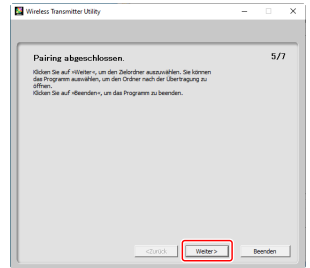 Wireless Transmitter Utility
Pairing abgeschlossen.
5/7
Klicken Sie auf »Weiter«, um den Zielordner auszuwählen. Sie können
das Programm auswählen, um den Ordner nach der Übertragung zu
öffnen.
Klicken Sie auf »Beenden«, um das Programm zu beenden.
<Zurück
Weiter>
Beenden